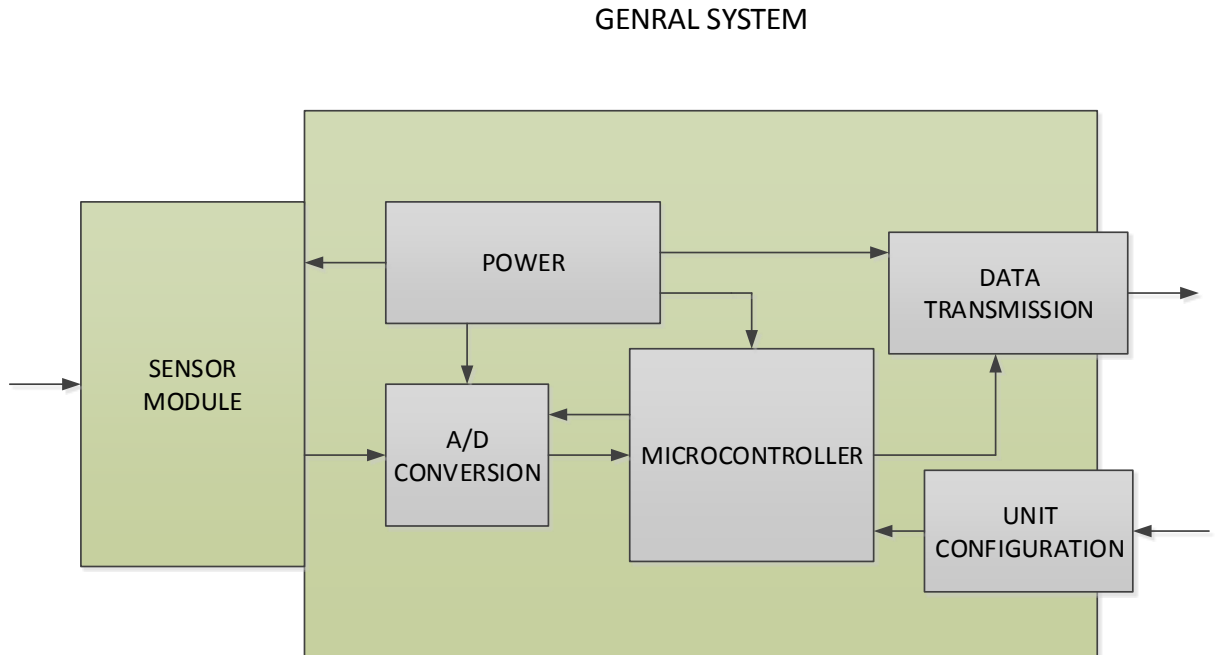 GENRAL SYSTEM
POWER
DATA
TRANSMISSION
SENSOR
MODULE
A/D
CONVERSION
MICROCONTROLLER
UNIT
CONFIGURATION